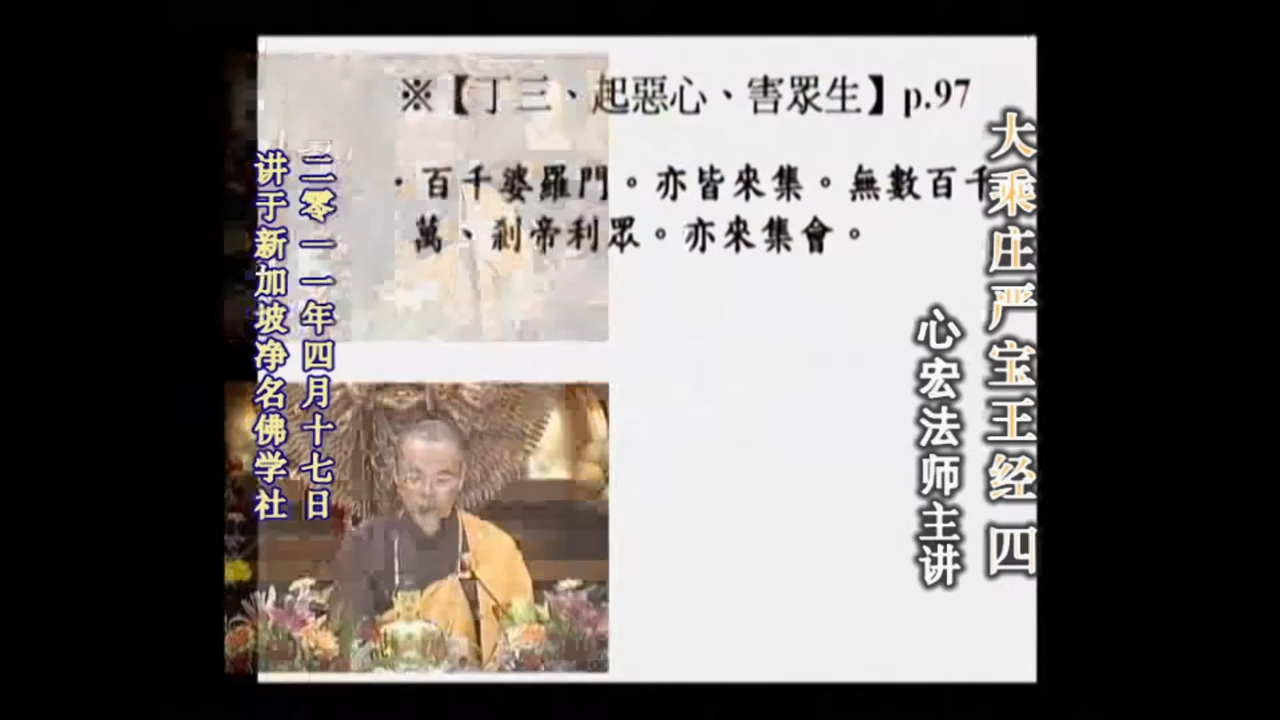 ※【丁三、起惡心、害眾生】p.97
・百千婆羅門。亦皆來集。無數百千
萬、剎帝利眾。亦來集會。
大乘庄严宝王经 四
心宏法师主讲
二零一一年四月十七日
讲于新加坡净名佛学社